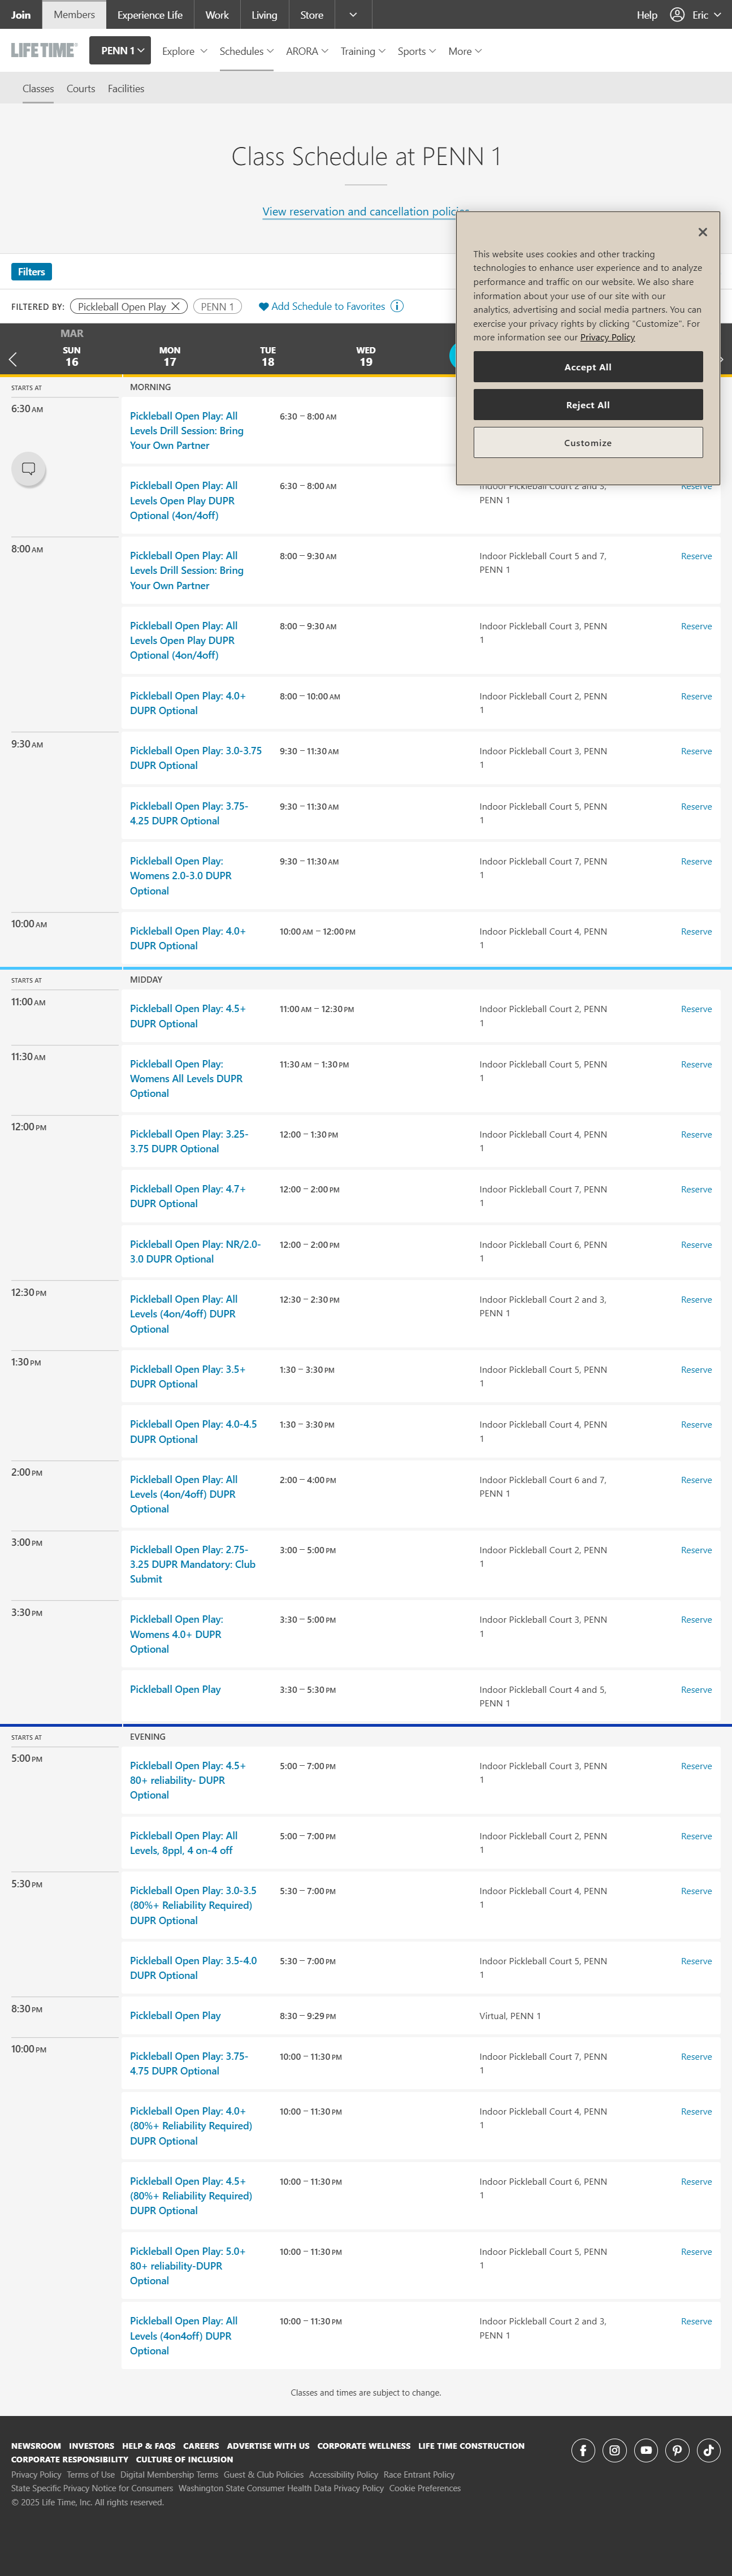 Join Members Experience Life Work Living Store Help Eric
LIFE TIME PENN 1 Explore Schedules ARORA Training Sports More
Classes Courts Facilities
Class Schedule at PENN 1
View reservation and cancellation policies
This website uses cookies and other tracking
technologies to enhance user experience and to analyze
performance and traffic on our website. We also share
information about your use of our site with our
analytics, advertising and social media partners. You can
exercise your privacy rights by clicking "Customize". For
more information see our Privacy Policy
Accept All
Reject All
Customize
Filters
FILTERED BY: Pickleball Open Play PENN 1 Add Schedule to Favorites
MAR
SUN MON TUE WED
16 17 18 19
STARTS AT MORNING
6:30 AM
Pickleball Open Play: All 6:30 – 8:00 AM
Levels Drill Session: Bring
Your Own Partner
Pickleball Open Play: All 6:30 – 8:00 AM Indoor Pickleball Court 2 and 3, Reserve
Levels Open Play DUPR PENN 1
Optional (4on/4off)
8:00 AM
Pickleball Open Play: All 8:00 – 9:30 AM Indoor Pickleball Court 5 and 7, Reserve
Levels Drill Session: Bring PENN 1
Your Own Partner
Pickleball Open Play: All 8:00 – 9:30 AM Indoor Pickleball Court 3, PENN Reserve
Levels Open Play DUPR 1
Optional (4on/4off)
Pickleball Open Play: 4.0+ 8:00 – 10:00 AM Indoor Pickleball Court 2, PENN Reserve
DUPR Optional 1
9:30 AM
Pickleball Open Play: 3.0-3.75 9:30 – 11:30 AM Indoor Pickleball Court 3, PENN Reserve
DUPR Optional 1
Pickleball Open Play: 3.75- 9:30 – 11:30 AM Indoor Pickleball Court 5, PENN Reserve
4.25 DUPR Optional 1
Pickleball Open Play: 9:30 – 11:30 AM Indoor Pickleball Court 7, PENN Reserve
Womens 2.0-3.0 DUPR 1
Optional
10:00 AM
Pickleball Open Play: 4.0+ 10:00 AM – 12:00 PM Indoor Pickleball Court 4, PENN Reserve
DUPR Optional 1
STARTS AT MIDDAY
11:00 AM
Pickleball Open Play: 4.5+ 11:00 AM – 12:30 PM Indoor Pickleball Court 2, PENN Reserve
DUPR Optional 1
11:30 AM
Pickleball Open Play: 11:30 AM – 1:30 PM Indoor Pickleball Court 5, PENN Reserve
Womens All Levels DUPR 1
Optional
12:00 PM
Pickleball Open Play: 3.25- 12:00 – 1:30 PM Indoor Pickleball Court 4, PENN Reserve
3.75 DUPR Optional 1
Pickleball Open Play: 4.7+ 12:00 – 2:00 PM Indoor Pickleball Court 7, PENN Reserve
DUPR Optional 1
Pickleball Open Play: NR/2.0- 12:00 – 2:00 PM Indoor Pickleball Court 6, PENN Reserve
3.0 DUPR Optional 1
12:30 PM
Pickleball Open Play: All 12:30 – 2:30 PM Indoor Pickleball Court 2 and 3, Reserve
Levels (4on/4off) DUPR PENN 1
Optional
1:30 PM
Pickleball Open Play: 3.5+ 1:30 – 3:30 PM Indoor Pickleball Court 5, PENN Reserve
DUPR Optional 1
Pickleball Open Play: 4.0-4.5 1:30 – 3:30 PM Indoor Pickleball Court 4, PENN Reserve
DUPR Optional 1
2:00 PM
Pickleball Open Play: All 2:00 – 4:00 PM Indoor Pickleball Court 6 and 7, Reserve
Levels (4on/4off) DUPR PENN 1
Optional
3:00 PM
Pickleball Open Play: 2.75- 3:00 – 5:00 PM Indoor Pickleball Court 2, PENN Reserve
3.25 DUPR Mandatory: Club 1
Submit
3:30 PM
Pickleball Open Play: 3:30 – 5:00 PM Indoor Pickleball Court 3, PENN Reserve
Womens 4.0+ DUPR 1
Optional
Pickleball Open Play 3:30 – 5:30 PM Indoor Pickleball Court 4 and 5, Reserve
PENN 1
STARTS AT EVENING
5:00 PM
Pickleball Open Play: 4.5+ 5:00 – 7:00 PM Indoor Pickleball Court 3, PENN Reserve
80+ reliability- DUPR 1
Optional
Pickleball Open Play: All 5:00 – 7:00 PM Indoor Pickleball Court 2, PENN Reserve
Levels, 8ppl, 4 on-4 off 1
5:30 PM
Pickleball Open Play: 3.0-3.5 5:30 – 7:00 PM Indoor Pickleball Court 4, PENN Reserve
(80%+ Reliability Required) 1
DUPR Optional
Pickleball Open Play: 3.5-4.0 5:30 – 7:00 PM Indoor Pickleball Court 5, PENN Reserve
DUPR Optional 1
8:30 PM
Pickleball Open Play 8:30 – 9:29 PM Virtual, PENN 1
10:00 PM
Pickleball Open Play: 3.75- 10:00 – 11:30 PM Indoor Pickleball Court 7, PENN Reserve
4.75 DUPR Optional 1
Pickleball Open Play: 4.0+ 10:00 – 11:30 PM Indoor Pickleball Court 4, PENN Reserve
(80%+ Reliability Required) 1
DUPR Optional
Pickleball Open Play: 4.5+ 10:00 – 11:30 PM Indoor Pickleball Court 6, PENN Reserve
(80%+ Reliability Required) 1
DUPR Optional
Pickleball Open Play: 5.0+ 10:00 – 11:30 PM Indoor Pickleball Court 5, PENN Reserve
80+ reliability-DUPR 1
Optional
Pickleball Open Play: All 10:00 – 11:30 PM Indoor Pickleball Court 2 and 3, Reserve
Levels (4on4off) DUPR PENN 1
Optional
Classes and times are subject to change.
NEWSROOM INVESTORS HELP & FAQS CAREERS ADVERTISE WITH US CORPORATE WELLNESS LIFE TIME CONSTRUCTION
CORPORATE RESPONSIBILITY CULTURE OF INCLUSION
Privacy Policy Terms of Use Digital Membership Terms Guest & Club Policies Accessibility Policy Race Entrant Policy
State Specific Privacy Notice for Consumers Washington State Consumer Health Data Privacy Policy Cookie Preferences
© 2025 Life Time, Inc. All rights reserved.